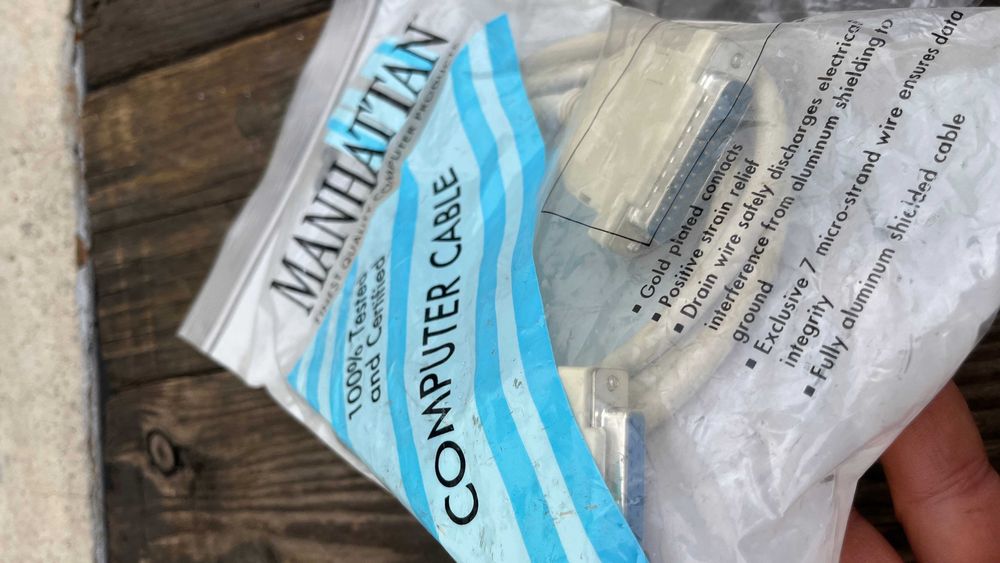 MANHATTAN
FINEST QUALITY COMPUTER PRODUCTS
100% Tested
and Certified
COMPUTER CABLE
▪ Gold plated contacts
▪ Positive strain relief
▪ Drain wire safely discharges electrical
interference from aluminum shielding to
ground
▪ Exclusive 7 micro-strand wire ensures data
integrity
▪ Fully aluminum shielded cable